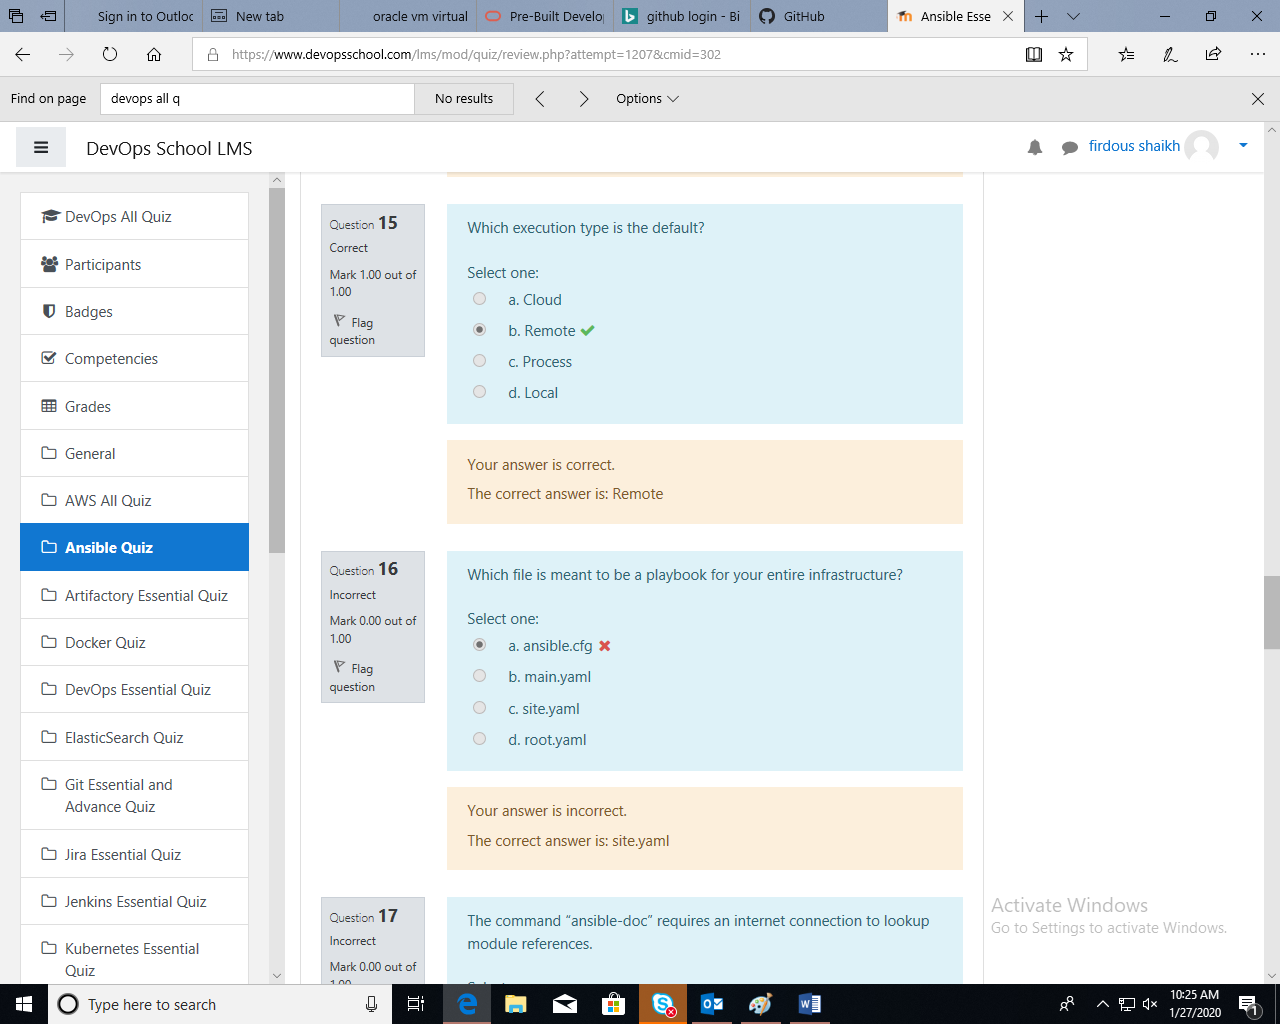 Sign in to Outloc
New tab
oracle vm virtual
Pre-Built Develo
github login - Bi
GitHub
Ansible Esse
https://www.devopsschool.com/lms/mod/quiz/review.php?attempt=1207&cmid=302
Find on page
devops all q
No results
Options
DevOps School LMS
firdous shaikh
DevOps All Quiz
Participants
Badges
Competencies
Grades
General
AWS All Quiz
Ansible Quiz
Artifactory Essential Quiz
Docker Quiz
DevOps Essential Quiz
ElasticSearch Quiz
Git Essential and
Advance Quiz
Jira Essential Quiz
Jenkins Essential Quiz
Kubernetes Essential
Quiz
Question 15
Correct
Mark 1.00 out of
1.00
Flag
question
Which execution type is the default?
Select one:
a. Cloud
b. Remote
c. Process
d. Local
Your answer is correct.
The correct answer is: Remote
Question 16
Incorrect
Mark 0.00 out of
1.00
Flag
question
Which file is meant to be a playbook for your entire infrastructure?
Select one:
a. ansible.cfg
b. main.yaml
c. site.yaml
d. root.yaml
Your answer is incorrect.
The correct answer is: site.yaml
Question 17
Incorrect
Mark 0.00 out of
1.00
The command “ansible-doc” requires an internet connection to lookup
module references.
Activate Windows
Go to Settings to activate Windows.
Type here to search
10:25 AM
1/27/2020
1